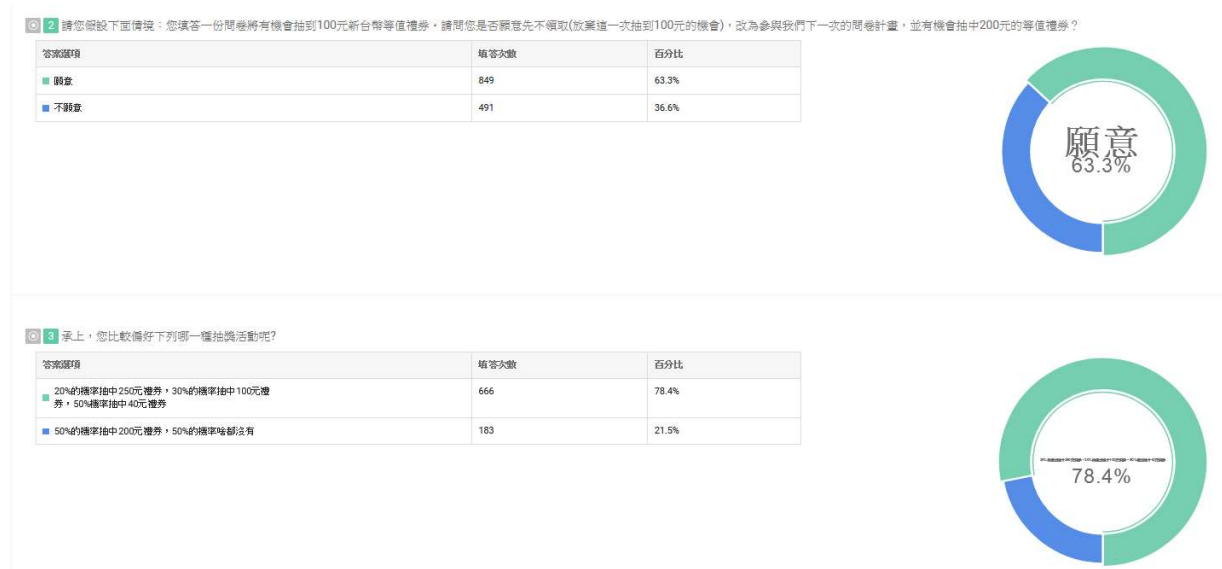 2 請您假設下面情境：您填答一份問卷將有機會抽到100元新台幣等值禮券。請問您是否願意先不領取(放棄這一次抽到100元的機會)，改為參與我們下一次的問卷計畫，並有機會抽中200元的等值禮券？
答案選項 填答次數 百分比
願意 849 63.3%
不願意 491 36.6%
願意
63.3%
3 承上，您比較偏好下列哪一種抽獎活動呢?
答案選項 填答次數 百分比
20%的機率抽中250元禮券，30%的機率抽中100元禮
券，50%機率抽中40元禮券 666 78.4%
50%的機率抽中200元禮券，50%的機率啥都沒有 183 21.5%
78.4%